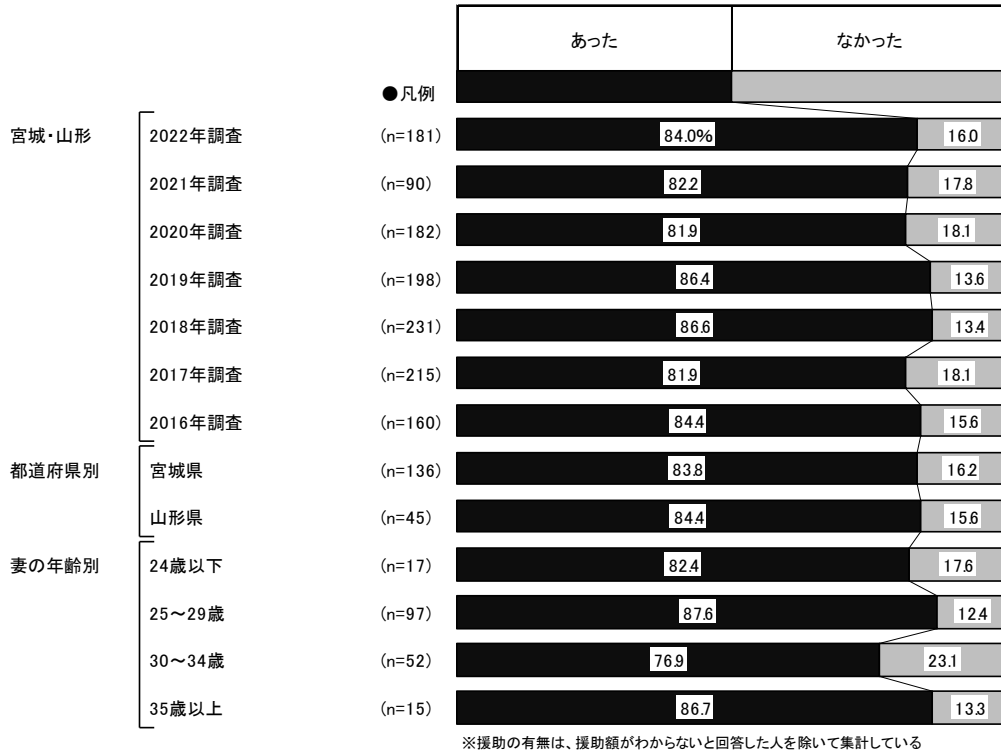 あった なかった
●凡例
宮城・山形 2022年調査 (n=181) 84.0% 16.0
2021年調査 (n=90) 82.2 17.8
2020年調査 (n=182) 81.9 18.1
2019年調査 (n=198) 86.4 13.6
2018年調査 (n=231) 86.6 13.4
2017年調査 (n=215) 81.9 18.1
2016年調査 (n=160) 84.4 15.6
都道府県別 宮城県 (n=136) 83.8 16.2
山形県 (n=45) 84.4 15.6
妻の年齢別 24歳以下 (n=17) 82.4 17.6
25～29歳 (n=97) 87.6 12.4
30～34歳 (n=52) 76.9 23.1
35歳以上 (n=15) 86.7 13.3
※援助の有無は、援助額がわからないと回答した人を除いて集計している